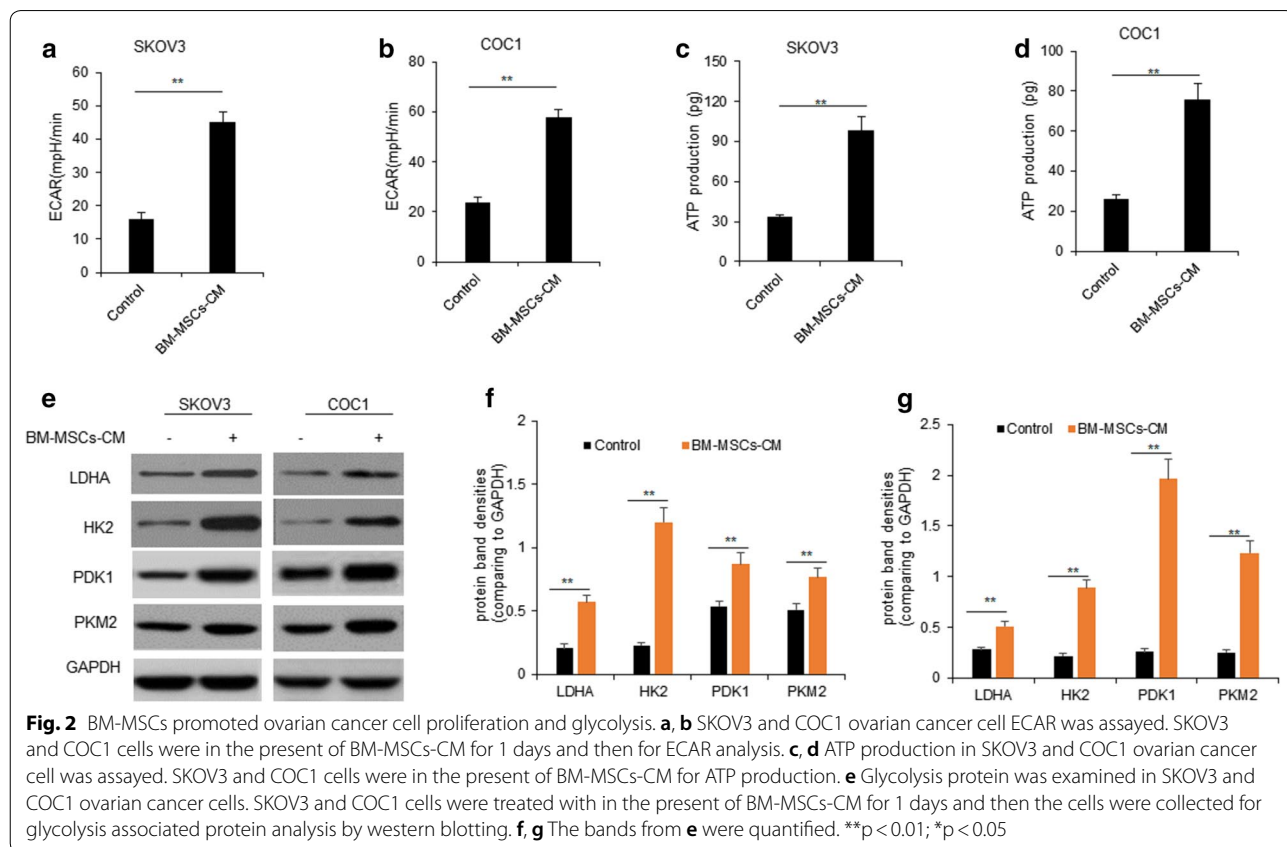 a
SKOV3
ECAR(mpH/min
60
50
40
30
20
10
0
**
Control
BM-MSCs-CM
b
COC1
ECAR(mpH/min
80
60
40
20
0
**
Control
BM-MSCs-CM
c
SKOV3
ATP production (pg)
150
120
90
60
30
0
**
Control
BM-MSCs-CM
d
COC1
ATP production (pg)
100
80
60
40
20
0
**
Control
BM-MSCs-CM
e
SKOV3 COC1
BM-MSCs-CM - + - +
LDHA
HK2
PDK1
PKM2
GAPDH
f
protein band densities
(comparing to GAPDH)
2
1.5
1
0.5
0
Control BM-MSCs-CM
** ** ** **
LDHA HK2 PDK1 PKM2
g
protein band densities
(comparing to GAPDH)
2.5
2
1.5
1
0.5
0
Control BM-MSCs-CM
** ** ** **
LDHA HK2 PDK1 PKM2
Fig. 2 BM-MSCs promoted ovarian cancer cell proliferation and glycolysis. a, b SKOV3 and COC1 ovarian cancer cell ECAR was assayed. SKOV3
and COC1 cells were in the present of BM-MSCs-CM for 1 days and then for ECAR analysis. c, d ATP production in SKOV3 and COC1 ovarian cancer
cell was assayed. SKOV3 and COC1 cells were in the present of BM-MSCs-CM for ATP production. e Glycolysis protein was examined in SKOV3 and
COC1 ovarian cancer cells. SKOV3 and COC1 cells were treated with in the present of BM-MSCs-CM for 1 days and then the cells were collected for
glycolysis associated protein analysis by western blotting. f, g The bands from e were quantified. **p < 0.01; *p < 0.05